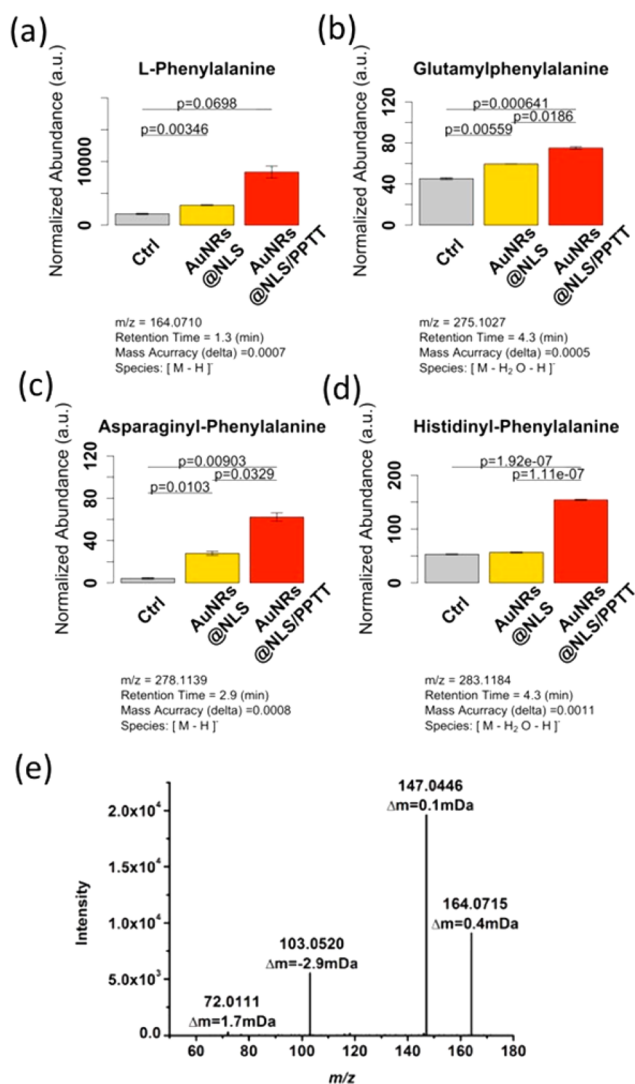 (a)
L-Phenylalanine
Normalized Abundance (a.u.)
0
10000
p=0.0698
p=0.00346
Ctrl
AuNRs
@NLS
AuNRs
@NLS/PPTT
m/z = 164.0710
Retention Time = 1.3 (min)
Mass Acurracy (delta) =0.0007
Species: [ M - H ]⁻
(b)
Glutamylphenylalanine
Normalized Abundance (a.u.)
0
40
80
120
p=0.000641
p=0.0186
p=0.00559
Ctrl
AuNRs
@NLS
AuNRs
@NLS/PPTT
m/z = 275.1027
Retention Time = 4.3 (min)
Mass Acurracy (delta) =0.0005
Species: [ M - H₂ O - H ]⁻
(c)
Asparaginyl-Phenylalanine
Normalized Abundance (a.u.)
0
40
80
120
p=0.00903
p=0.0329
p=0.0103
Ctrl
AuNRs
@NLS
AuNRs
@NLS/PPTT
m/z = 278.1139
Retention Time = 2.9 (min)
Mass Acurracy (delta) =0.0008
Species: [ M - H ]⁻
(d)
Histidinyl-Phenylalanine
Normalized Abundance (a.u.)
0
100
200
p=1.92e-07
p=1.11e-07
Ctrl
AuNRs
@NLS
AuNRs
@NLS/PPTT
m/z = 283.1184
Retention Time = 4.3 (min)
Mass Acurracy (delta) =0.0011
Species: [ M - H₂ O - H ]⁻
(e)
Intensity
2.0x10⁴
1.5x10⁴
1.0x10⁴
5.0x10³
0.0
147.0446
Δm=0.1mDa
164.0715
Δm=0.4mDa
103.0520
Δm=-2.9mDa
72.0111
Δm=1.7mDa
60 80 100 120 140 160 180
m/z